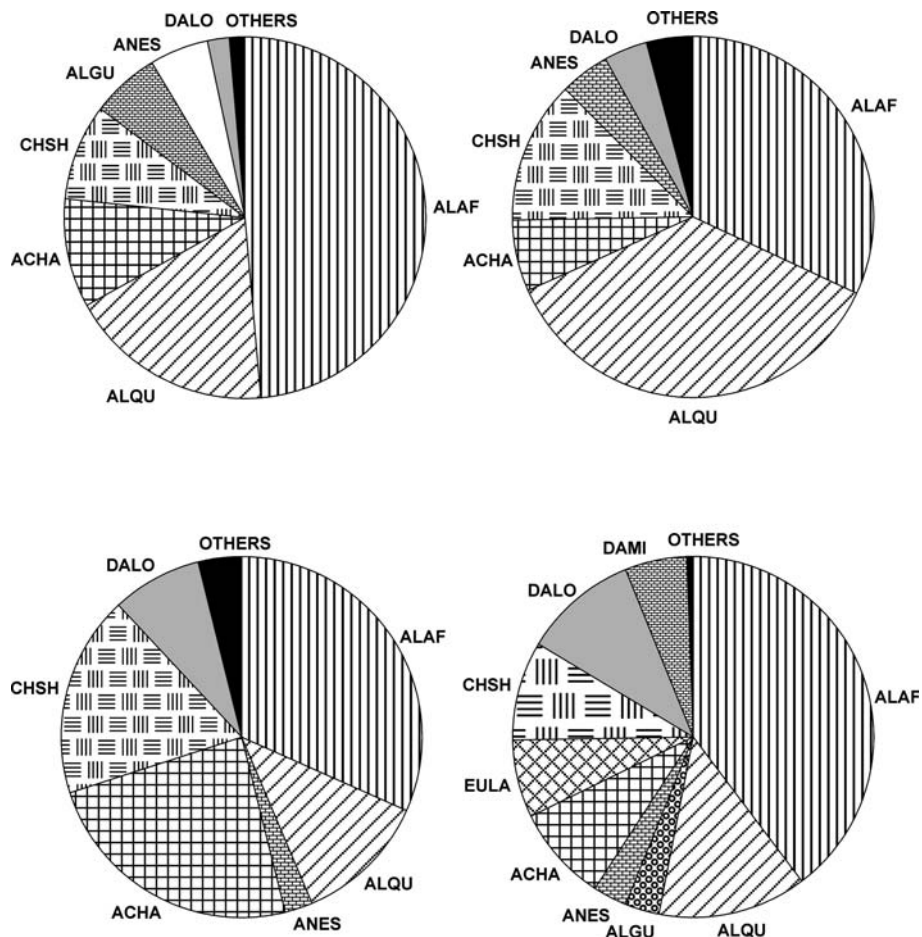 DALO OTHERS
ANES
ALGU
CHSH
ACHA
ALQU
ALAF
OTHERS
DALO
ANES
CHSH
ACHA
ALQU
ALAF
OTHERS
DALO
CHSH
ACHA
ANES
ALQU
ALAF
OTHERS
DAMI
DALO
CHSH
EULA
ACHA
ANES
ALGU
ALQU
ALAF